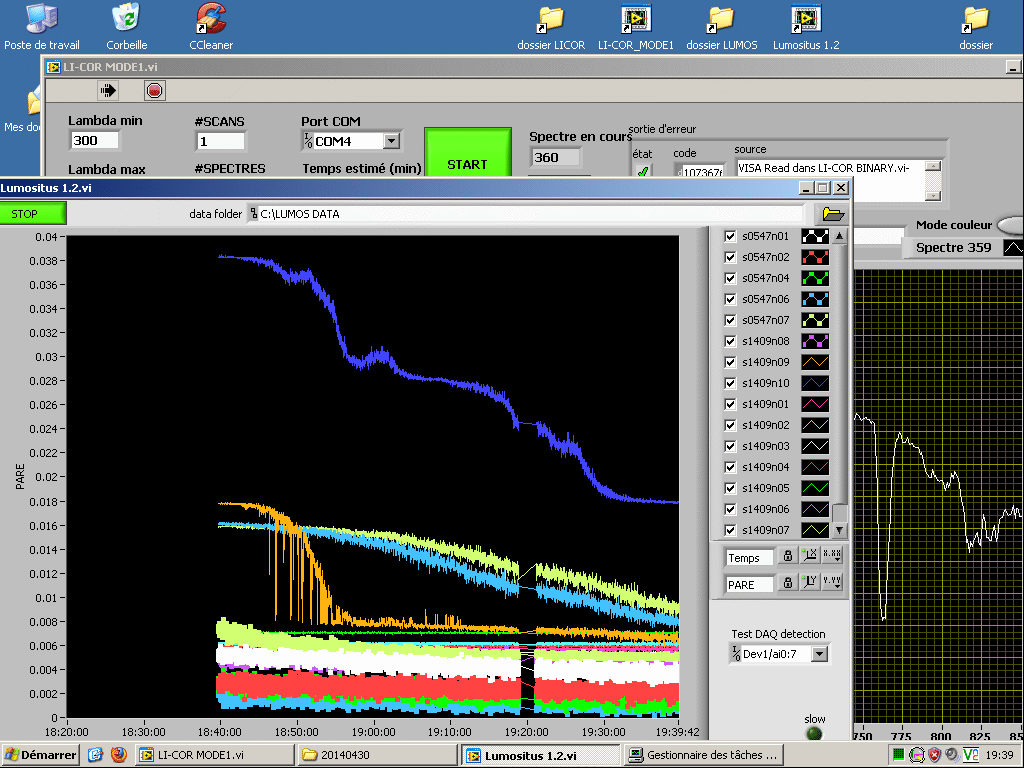 Poste de travail
Corbeille
CCleaner
dossier LICOR
LI-COR_MODE1
dossier LUMOS
Lumositus 1.2
dossier
LI-COR MODE1.vi
Mes do
Lambda min
300
#SCANS
1
Port COM
COM4
START
Spectre en cours
360
sortie d'erreur
état
code
107367
source
VISA Read dans LI-COR BINARY.vi-
Lambda max
#SPECTRES
Temps estimé (min)
Mode couleur
Spectre 359
Lumositus 1.2.vi
STOP
data folder
C:\LUMOS DATA
0.04
0.038
0.036
0.034
0.032
0.03
0.028
0.026
0.024
0.022
0.02
0.018
0.016
0.014
0.012
0.01
0.008
0.006
0.004
0.002
0
PARE
18:20:00
18:30:00
18:40:00
18:50:00
19:00:00
19:10:00
19:20:00
19:30:00
19:39:42
s0547n01
s0547n02
s0547n04
s0547n06
s0547n07
s1409n08
s1409n09
s1409n10
s1409n01
s1409n02
s1409n03
s1409n04
s1409n05
s1409n06
s1409n07
Temps
PARE
Test DAQ detection
Dev1/ai0:7
slow
750
775
800
825
85
Démarrer
LI-COR MODE1.vi
20140430
Lumositus 1.2.vi
Gestionnaire des tâches ...
19:39